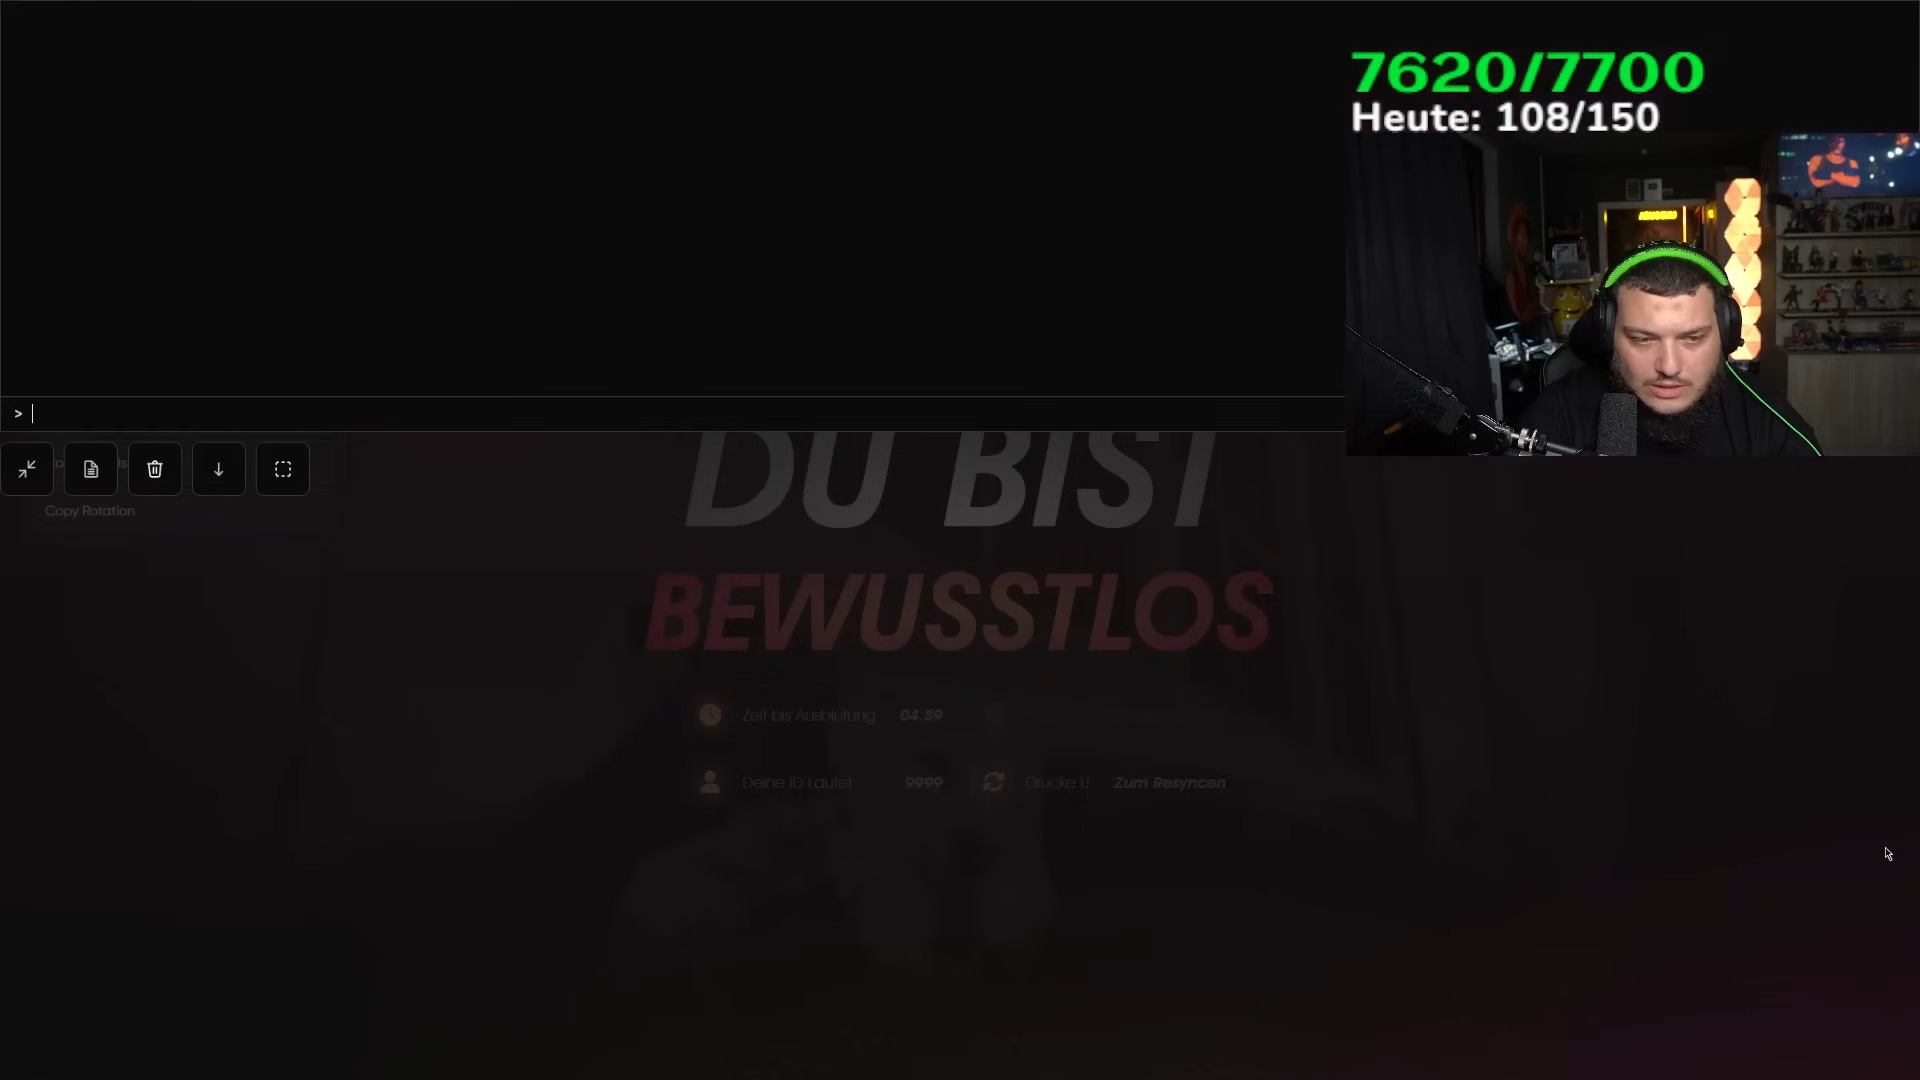 7620/7700
Heute: 108/150
>
Copy Rotation
DU BIST
BEWUSSTLOS
Zeit bis Ausblutung 04:59
Deine ID Lautet 9999
Drücke U Zum Resyncen